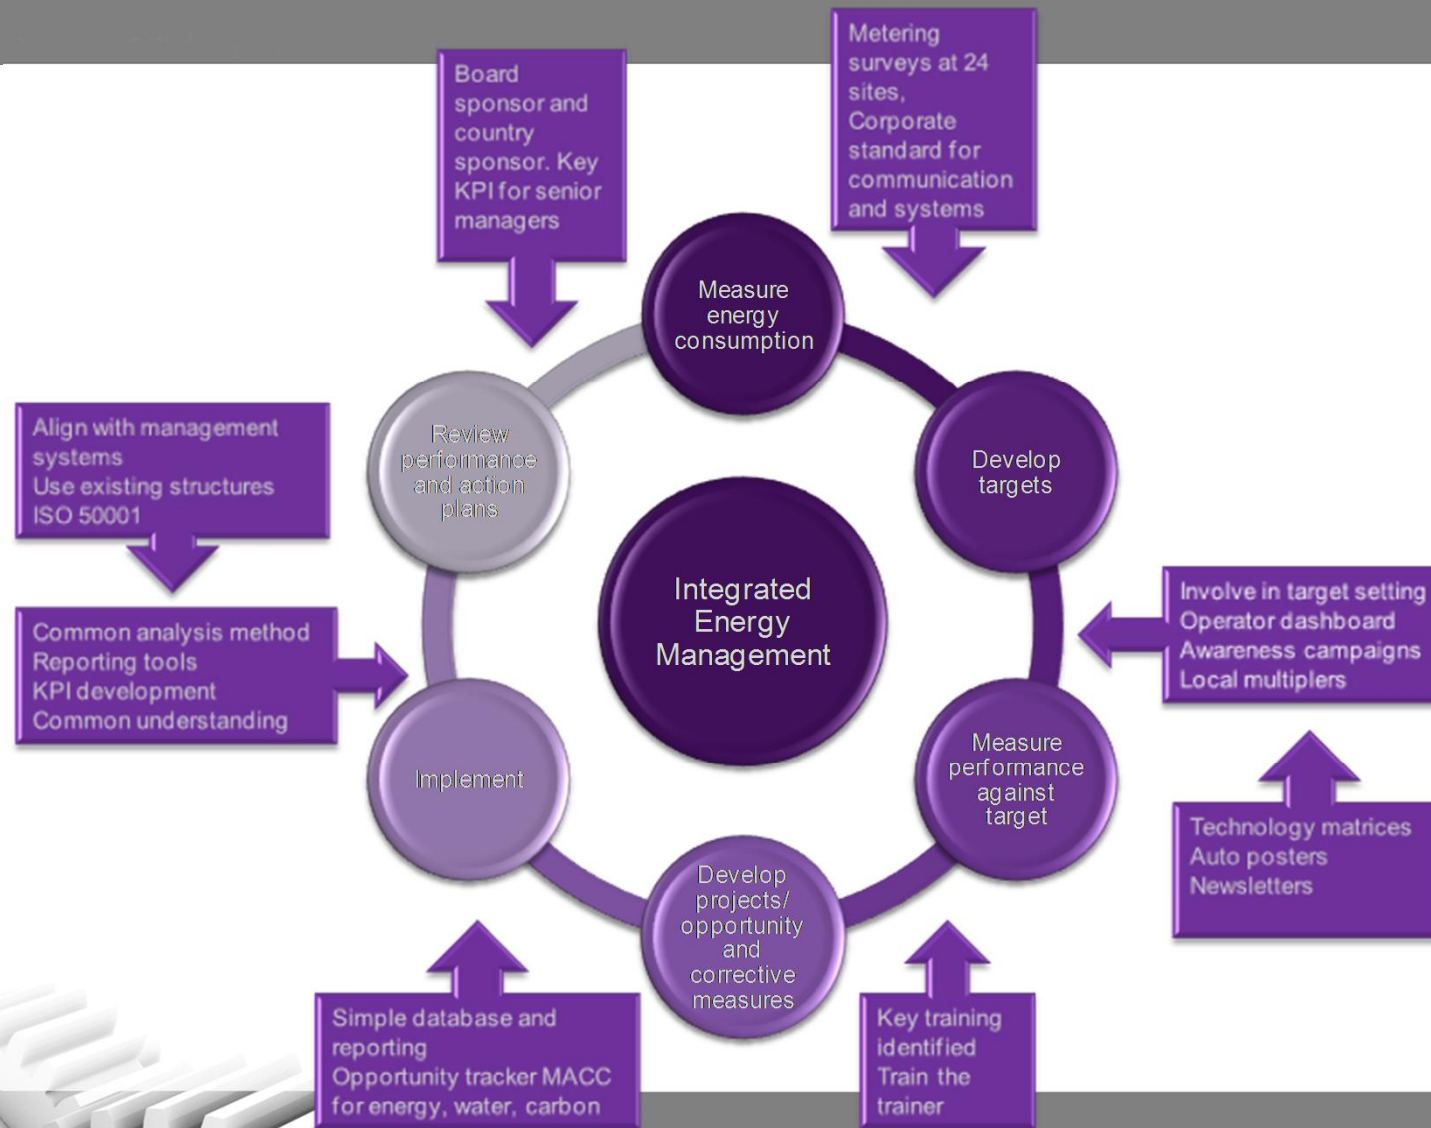 Board
sponsor and
country
sponsor. Key
KPI for senior
managers
Metering
surveys at 24
sites,
Corporate
standard for
communication
and systems
Measure
energy
consumption
Develop
targets
Review
performance
and action
plans
Align with management
systems
Use existing structures
ISO 50001
Integrated
Energy
Management
Involve in target setting
Operator dashboard
Awareness campaigns
Local multiplers
Common analysis method
Reporting tools
KPI development
Common understanding
Implement
Measure
performance
against
target
Technology matrices
Auto posters
Newsletters
Develop
projects/
opportunity
and
corrective
measures
Simple database and
reporting
Opportunity tracker MACC
for energy, water, carbon
Key training
identified
Train the
trainer